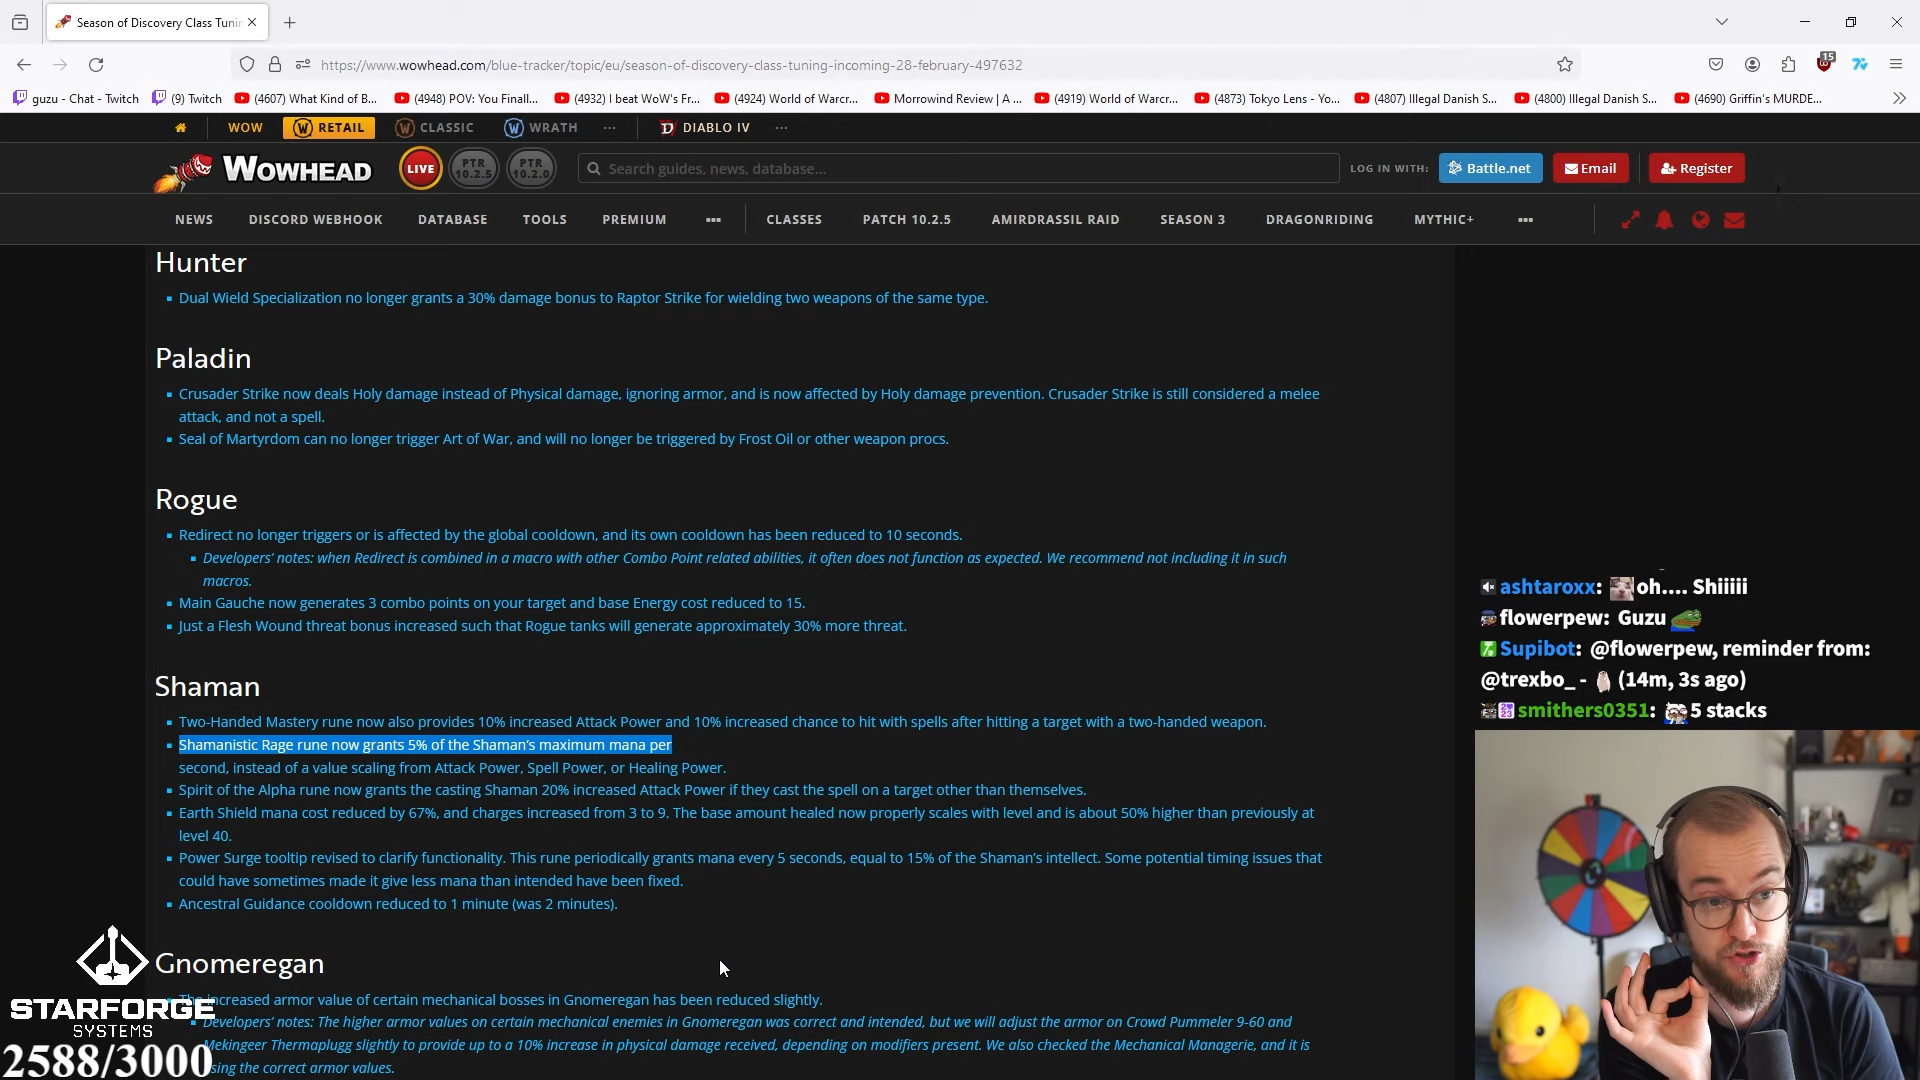 Season of Discovery Class Tuni
https://www.wowhead.com/blue-tracker/topic/eu/season-of-discovery-class-tuning-incoming-28-february-497632
15
guzu - Chat - Twitch
(9) Twitch
(4607) What Kind of B...
(4948) POV: You Finall...
(4932) I beat WoW's Fr...
(4924) World of Warcr...
Morrowind Review | A ...
(4919) World of Warcr...
(4873) Tokyo Lens - Yo...
(4807) Illegal Danish S...
(4800) Illegal Danish S...
(4690) Griffin's MURDE...
WOW
RETAIL
CLASSIC
WRATH
...
DIABLO IV
...
WOWHEAD
LIVE
PTR
10.2.5
PTR
10.2.0
Search guides, news, database...
LOG IN WITH:
Battle.net
Email
Register
NEWS
DISCORD WEBHOOK
DATABASE
TOOLS
PREMIUM
...
CLASSES
PATCH 10.2.5
AMIRDRASSIL RAID
SEASON 3
DRAGONRIDING
MYTHIC+
...
Hunter
Dual Wield Specialization no longer grants a 30% damage bonus to Raptor Strike for wielding two weapons of the same type.
Paladin
Crusader Strike now deals Holy damage instead of Physical damage, ignoring armor, and is now affected by Holy damage prevention. Crusader Strike is still considered a melee
attack, and not a spell.
Seal of Martyrdom can no longer trigger Art of War, and will no longer be triggered by Frost Oil or other weapon procs.
Rogue
Redirect no longer triggers or is affected by the global cooldown, and its own cooldown has been reduced to 10 seconds.
Developers' notes: when Redirect is combined in a macro with other Combo Point related abilities, it often does not function as expected. We recommend not including it in such
macros.
Main Gauche now generates 3 combo points on your target and base Energy cost reduced to 15.
Just a Flesh Wound threat bonus increased such that Rogue tanks will generate approximately 30% more threat.
Shaman
Two-Handed Mastery rune now also provides 10% increased Attack Power and 10% increased chance to hit with spells after hitting a target with a two-handed weapon.
Shamanistic Rage rune now grants 5% of the Shaman's maximum mana per
second, instead of a value scaling from Attack Power, Spell Power, or Healing Power.
Spirit of the Alpha rune now grants the casting Shaman 20% increased Attack Power if they cast the spell on a target other than themselves.
Earth Shield mana cost reduced by 67%, and charges increased from 3 to 9. The base amount healed now properly scales with level and is about 50% higher than previously at
level 40.
Power Surge tooltip revised to clarify functionality. This rune periodically grants mana every 5 seconds, equal to 15% of the Shaman's intellect. Some potential timing issues that
could have sometimes made it give less mana than intended have been fixed.
Ancestral Guidance cooldown reduced to 1 minute (was 2 minutes).
Gnomeregan
The increased armor value of certain mechanical bosses in Gnomeregan has been reduced slightly.
Developers' notes: The higher armor values on certain mechanical enemies in Gnomeregan was correct and intended, but we will adjust the armor on Crowd Pummeler 9-60 and
Mekingeer Thermaplugg slightly to provide up to a 10% increase in physical damage received, depending on modifiers present. We also checked the Mechanical Managerie, and it is
sing the correct armor values.
STARFORGE
SYSTEMS
2588/3000
ashtaroxx: oh.... Shiiiii
flowerpew: Guzu
Supibot: @flowerpew, reminder from:
@trexbo_ - (14m, 3s ago)
smithers0351: 5 stacks